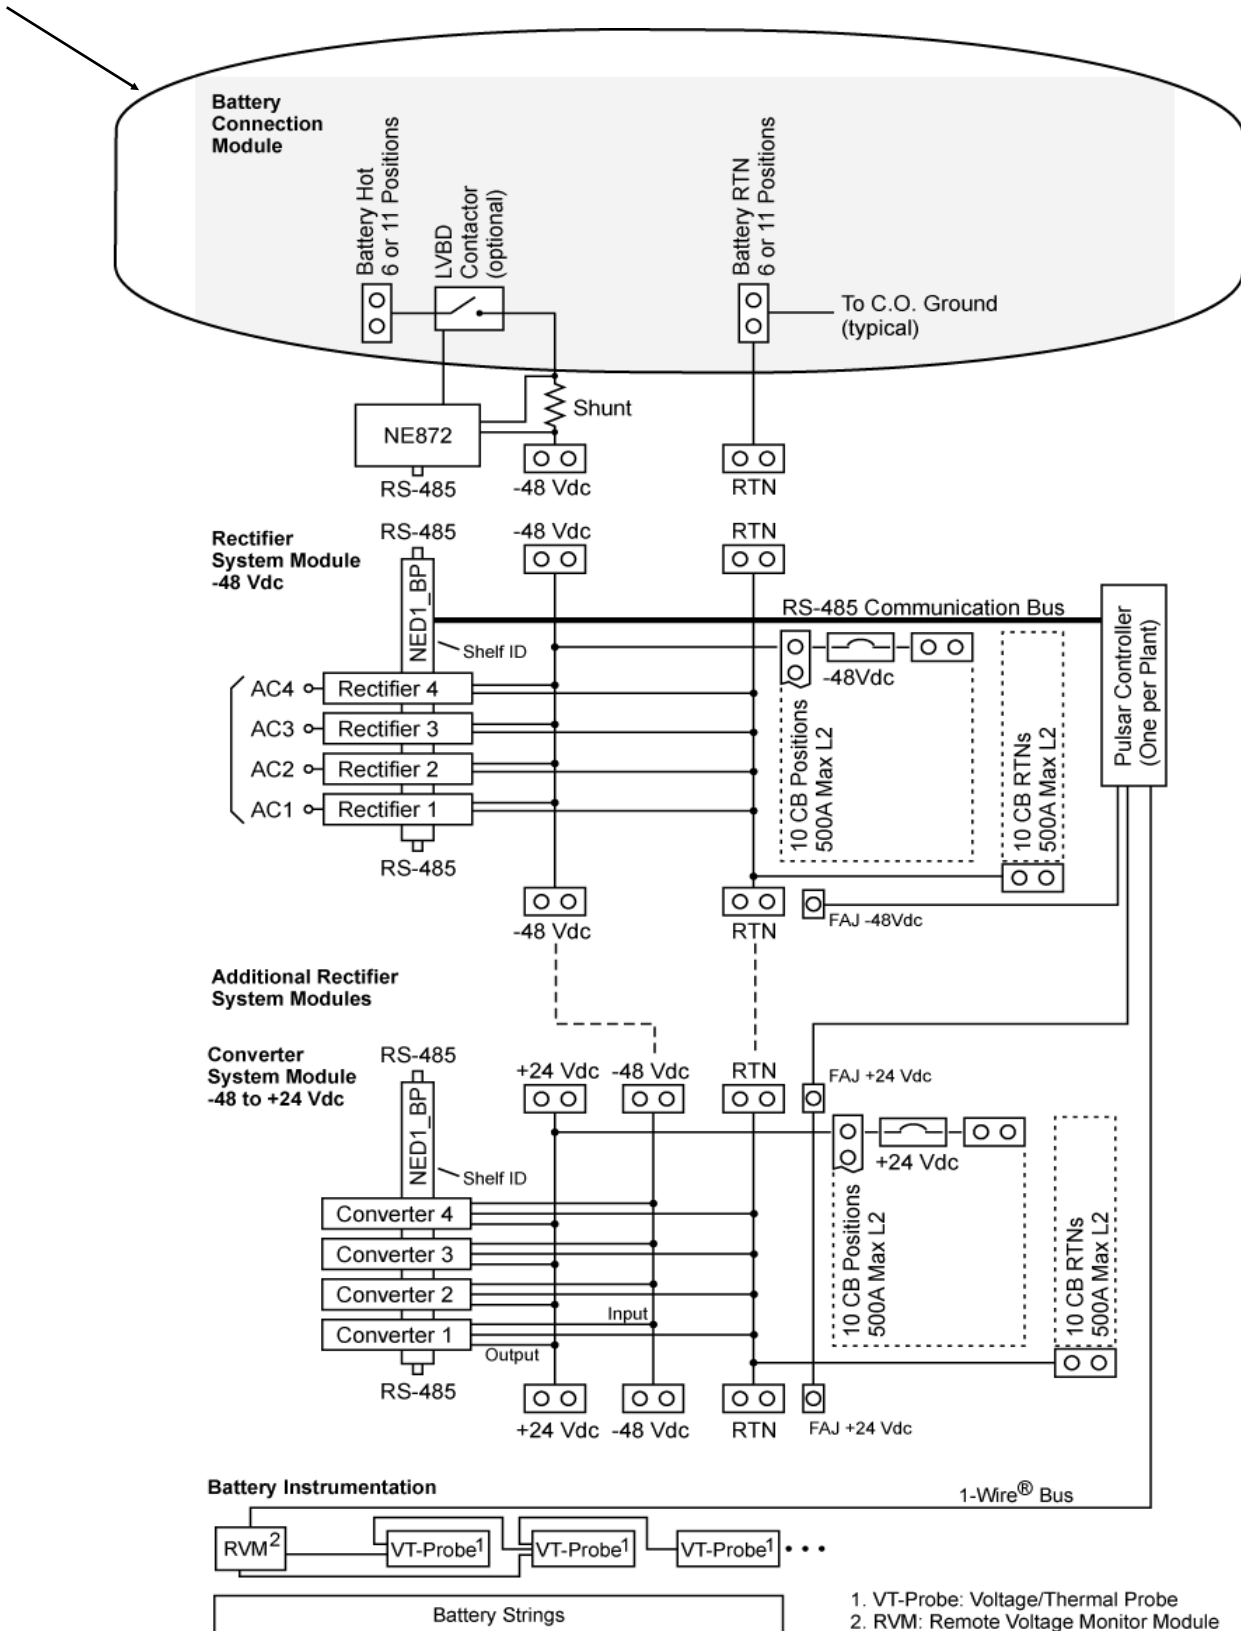 Battery
Connection
Module
Battery Hot
6 or 11 Positions
LVBD
Contactor
(optional)
Battery RTN
6 or 11 Positions
To C.O. Ground
(typical)
Shunt
NE872
RS-485
-48 Vdc
RTN
Rectifier
System Module
-48 Vdc
RS-485
-48 Vdc
RTN
NED1_BP
Shelf ID
RS-485 Communication Bus
Pulsar Controller
(One per Plant)
-48Vdc
10 CB Positions
500A Max L2
10 CB RTNs
500A Max L2
AC4
Rectifier 4
AC3
Rectifier 3
AC2
Rectifier 2
AC1
Rectifier 1
RS-485
-48 Vdc
RTN
FAJ -48Vdc
Additional Rectifier
System Modules
Converter
System Module
-48 to +24 Vdc
RS-485
+24 Vdc
-48 Vdc
RTN
FAJ +24 Vdc
NED1_BP
Shelf ID
+24 Vdc
10 CB Positions
500A Max L2
10 CB RTNs
500A Max L2
Converter 4
Converter 3
Converter 2
Converter 1
Input
Output
RS-485
+24 Vdc
-48 Vdc
RTN
FAJ +24 Vdc
Battery Instrumentation
1-Wire® Bus
RVM2
VT-Probe1
VT-Probe1
VT-Probe1
Battery Strings
1. VT-Probe: Voltage/Thermal Probe
2. RVM: Remote Voltage Monitor Module